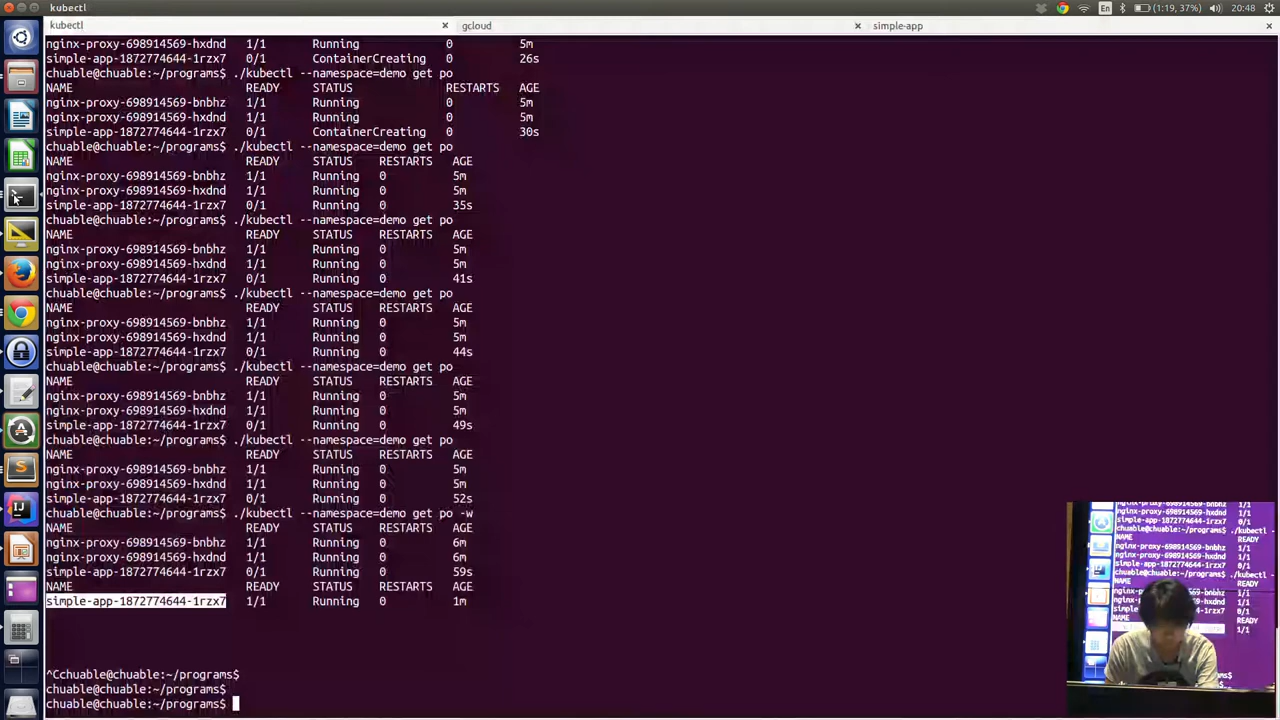 kubectl
En
(1:19, 37%)
20:48
kubectl
gcloud
simple-app
nginx-proxy-698914569-hxdnd 1/1 Running 0 5m
simple-app-1872774644-1rzx7 0/1 ContainerCreating 0 26s
chuable@chuable:~/programs$ ./kubectl --namespace=demo get po
NAME READY STATUS RESTARTS AGE
nginx-proxy-698914569-bnbhz 1/1 Running 0 5m
nginx-proxy-698914569-hxdnd 1/1 Running 0 5m
simple-app-1872774644-1rzx7 0/1 ContainerCreating 0 30s
chuable@chuable:~/programs$ ./kubectl --namespace=demo get po
NAME READY STATUS RESTARTS AGE
nginx-proxy-698914569-bnbhz 1/1 Running 0 5m
nginx-proxy-698914569-hxdnd 1/1 Running 0 5m
simple-app-1872774644-1rzx7 0/1 Running 0 35s
chuable@chuable:~/programs$ ./kubectl --namespace=demo get po
NAME READY STATUS RESTARTS AGE
nginx-proxy-698914569-bnbhz 1/1 Running 0 5m
nginx-proxy-698914569-hxdnd 1/1 Running 0 5m
simple-app-1872774644-1rzx7 0/1 Running 0 41s
chuable@chuable:~/programs$ ./kubectl --namespace=demo get po
NAME READY STATUS RESTARTS AGE
nginx-proxy-698914569-bnbhz 1/1 Running 0 5m
nginx-proxy-698914569-hxdnd 1/1 Running 0 5m
simple-app-1872774644-1rzx7 0/1 Running 0 44s
chuable@chuable:~/programs$ ./kubectl --namespace=demo get po
NAME READY STATUS RESTARTS AGE
nginx-proxy-698914569-bnbhz 1/1 Running 0 5m
nginx-proxy-698914569-hxdnd 1/1 Running 0 5m
simple-app-1872774644-1rzx7 0/1 Running 0 49s
chuable@chuable:~/programs$ ./kubectl --namespace=demo get po
NAME READY STATUS RESTARTS AGE
nginx-proxy-698914569-bnbhz 1/1 Running 0 5m
nginx-proxy-698914569-hxdnd 1/1 Running 0 5m
simple-app-1872774644-1rzx7 0/1 Running 0 52s
chuable@chuable:~/programs$ ./kubectl --namespace=demo get po -w
NAME READY STATUS RESTARTS AGE
nginx-proxy-698914569-bnbhz 1/1 Running 0 6m
nginx-proxy-698914569-hxdnd 1/1 Running 0 6m
simple-app-1872774644-1rzx7 0/1 Running 0 59s
NAME READY STATUS RESTARTS AGE
simple-app-1872774644-1rzx7 1/1 Running 0 1m
^Cchuable@chuable:~/programs$
chuable@chuable:~/programs$
chuable@chuable:~/programs$